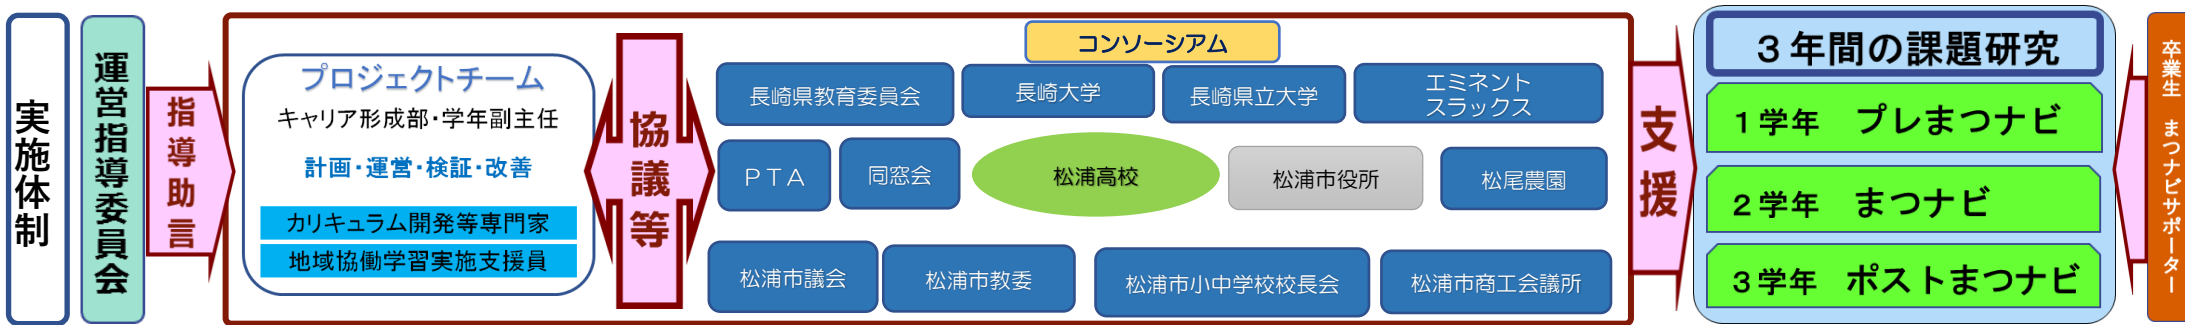 実施体制
運営指導委員会
指導助言
プロジェクトチーム
キャリア形成部・学年副主任
計画・運営・検証・改善
カリキュラム開発等専門家
地域協働学習実施支援員
協議等
コンソーシアム
長崎県教育委員会
長崎大学
長崎県立大学
エミネント
スラックス
ＰＴＡ
同窓会
松浦高校
松浦市役所
松尾農園
松浦市議会
松浦市教委
松浦市小中学校校長会
松浦市商工会議所
支援
３年間の課題研究
１学年　プレまつナビ
２学年　まつナビ
３学年　ポストまつナビ
卒業生　まつナビサポーター